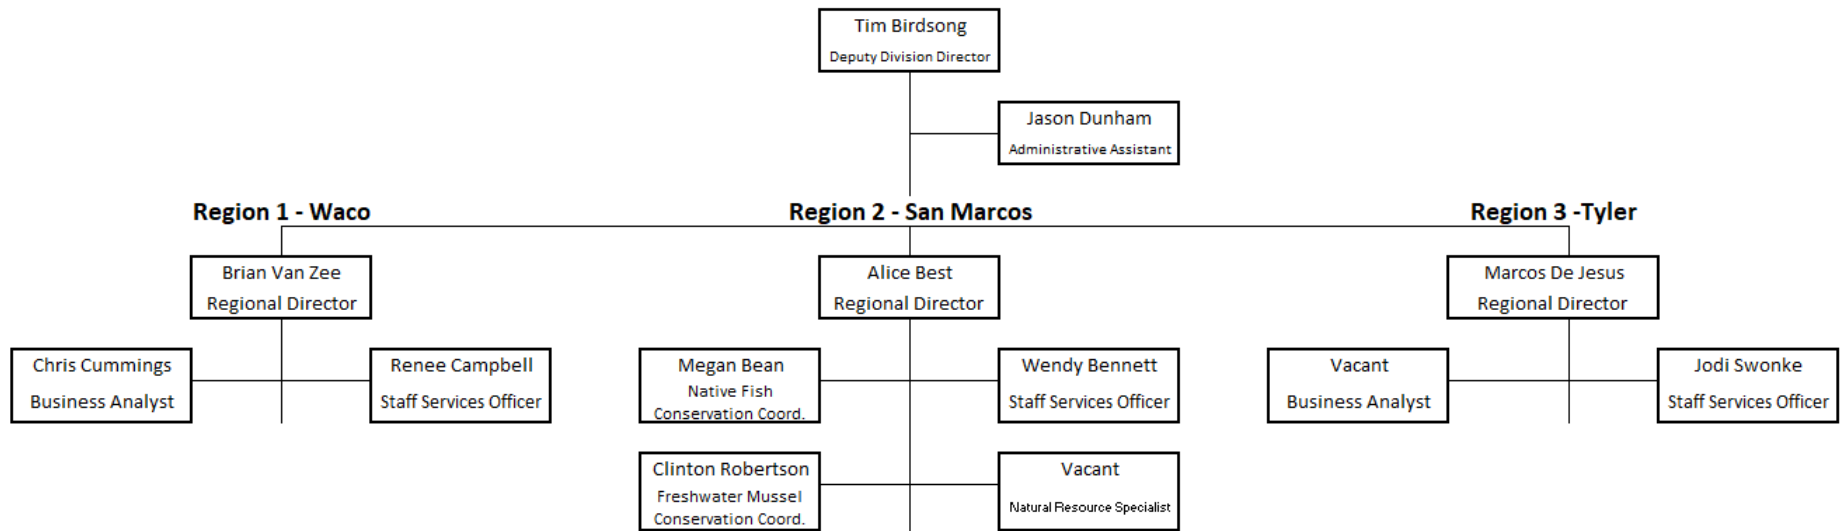 Tim Birdsong
Deputy Division Director
Jason Dunham
Administrative Assistant
Region 1 - Waco
Region 2 - San Marcos
Region 3 -Tyler
Brian Van Zee
Regional Director
Alice Best
Regional Director
Marcos De Jesus
Regional Director
Chris Cummings
Business Analyst
Renee Campbell
Staff Services Officer
Megan Bean
Native Fish
Conservation Coord.
Wendy Bennett
Staff Services Officer
Vacant
Business Analyst
Jodi Swonke
Staff Services Officer
Clinton Robertson
Freshwater Mussel
Conservation Coord.
Vacant
Natural Resource Specialist